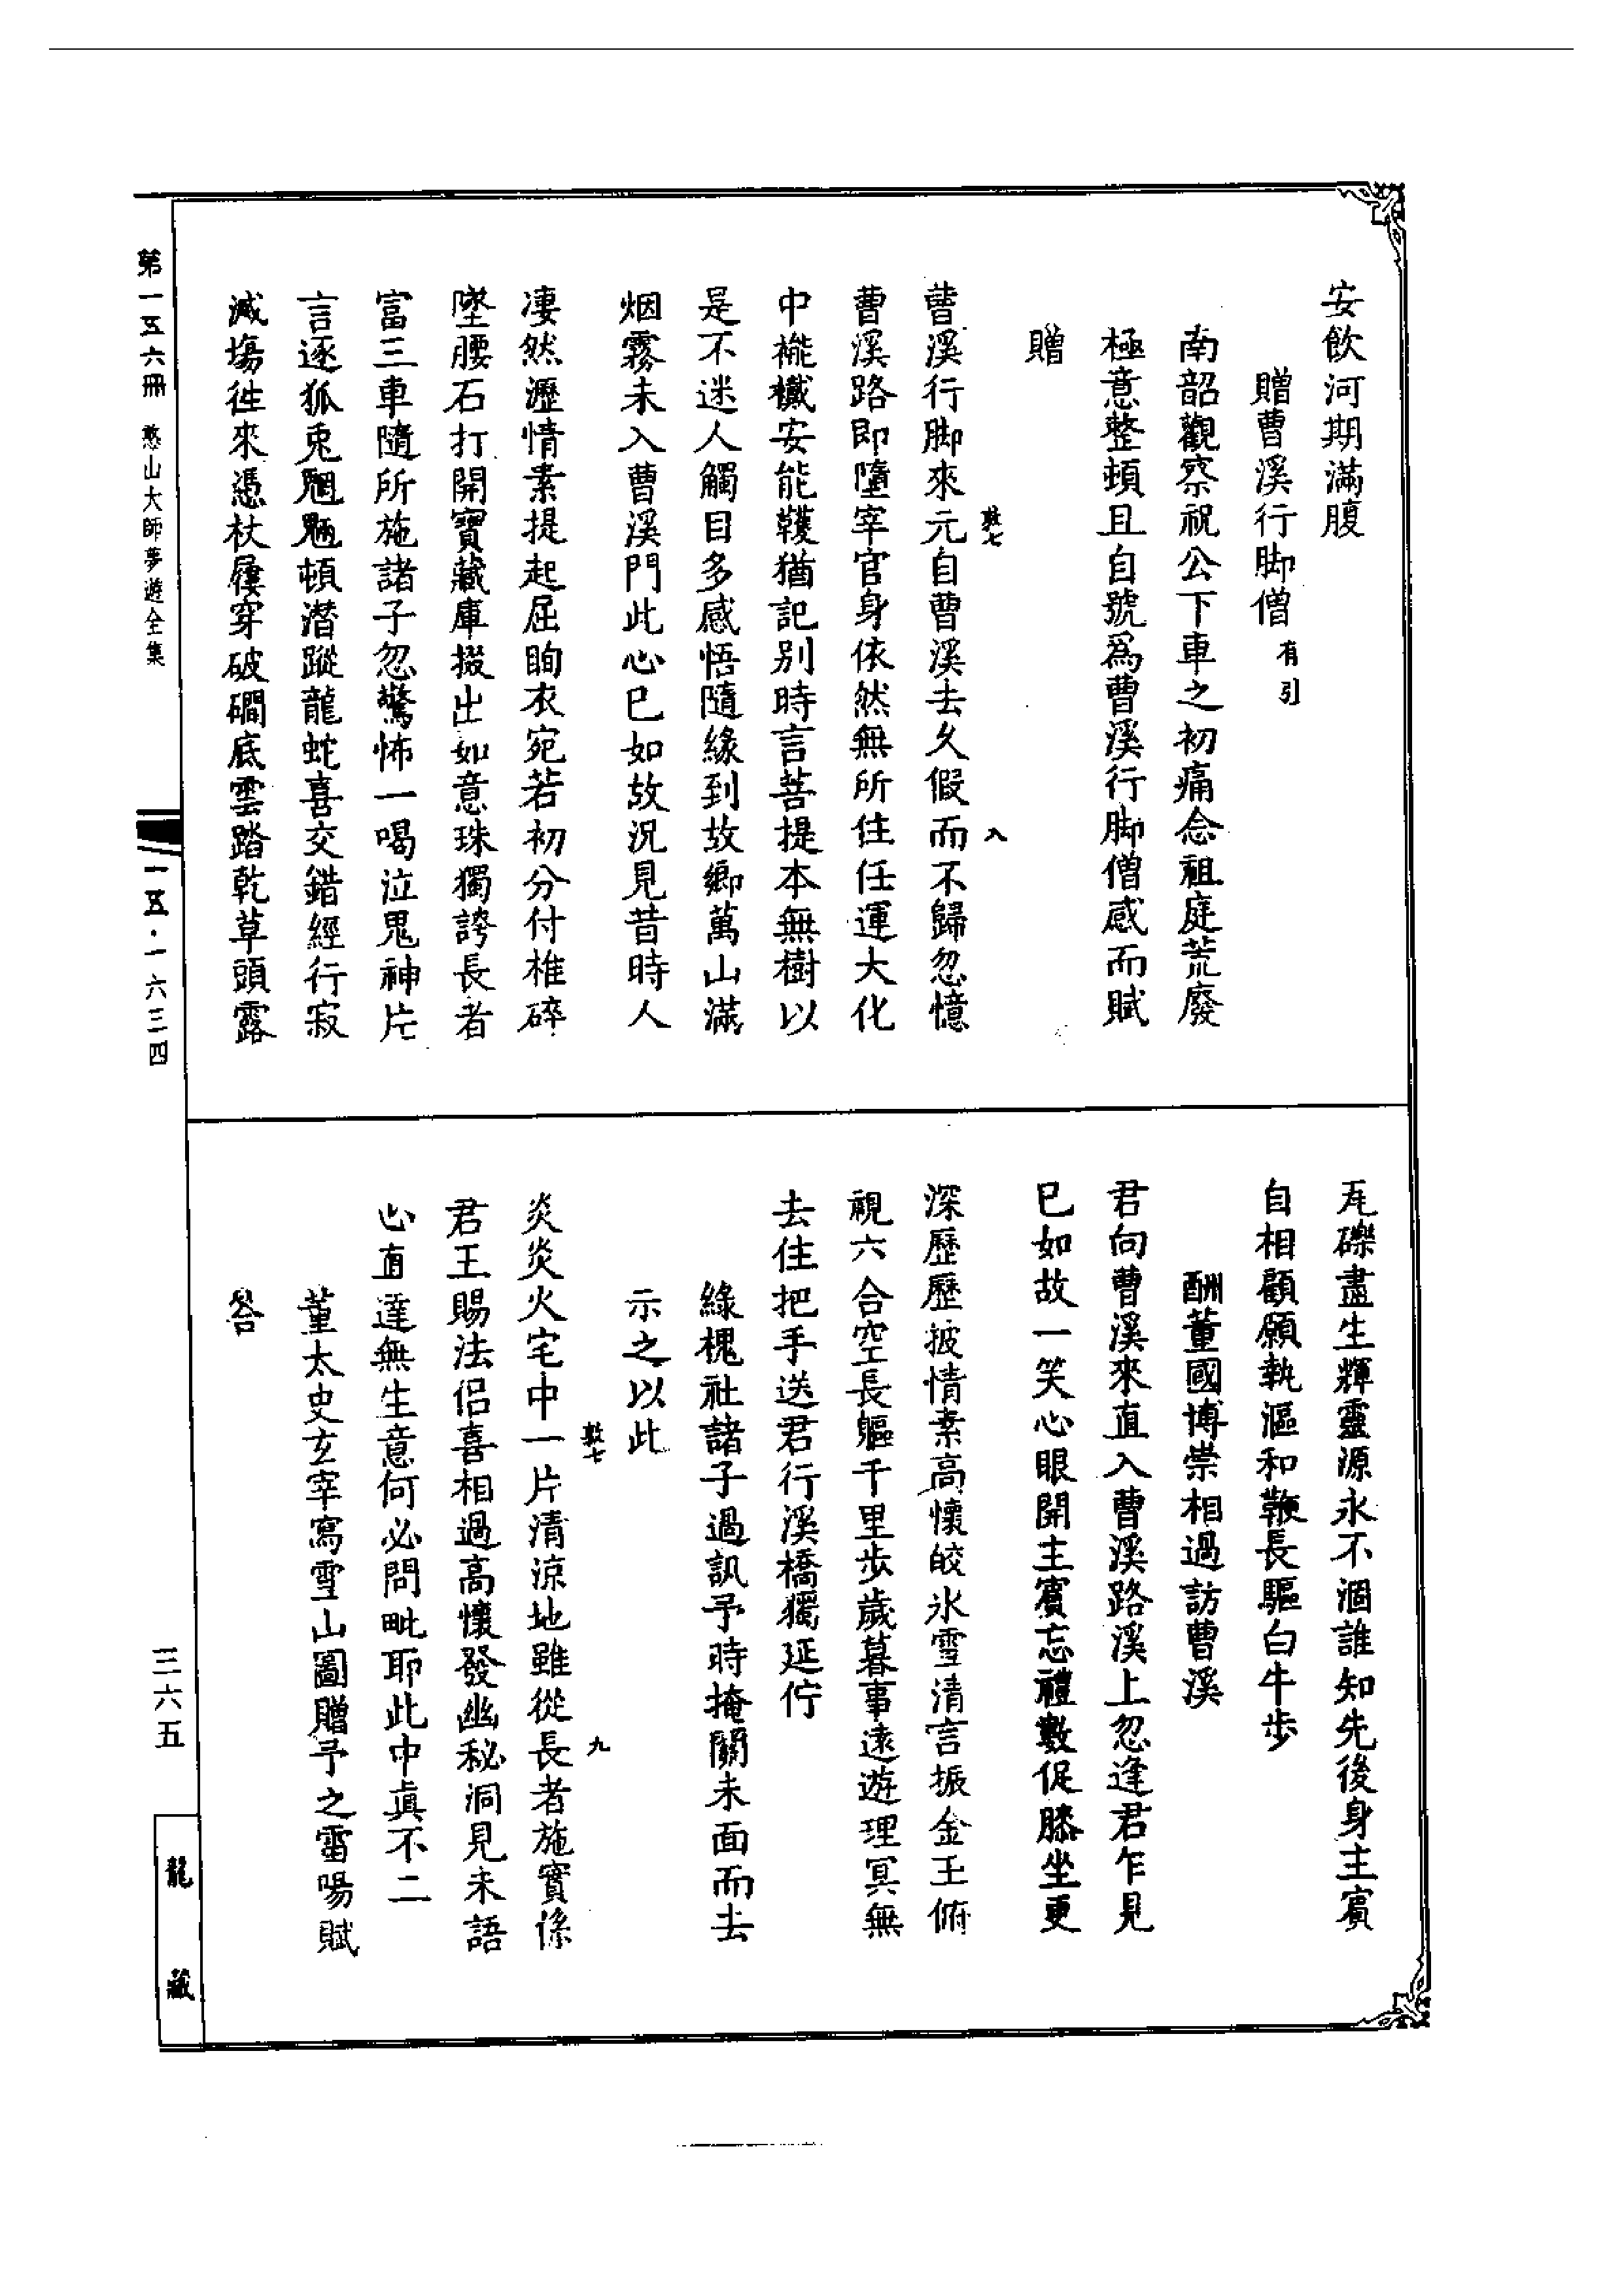 安飲河期滿腹
贈曹溪行脚僧有引
南韶觀察祝公下車之初痛念祖庭荒廢
極意整頓且自號爲曹溪行脚僧感而賦
贈
數七
八
曹溪行脚來元自曹溪去久假而不歸忽憶
曹溪路即墮宰官身依然無所住任運大化
中襳安能韄猶記別時言菩提本無樹以
是不迷人觸目多感悟隨緣到故鄉萬山滿
烟霧未入曹溪門此心已如故況見昔時人
凄然瀝情素提起屈眴衣宛若初分付椎碎
墜腰石打開寶藏庫掇出如意珠獨誇長者
富三車隨所施諸子忽驚怖一喝泣鬼神片
言逐狐兎魍魎頓潛蹤龍蛇喜交錯經行寂
滅場往來憑杖屨穿破磵底雲踏乾草頭露
瓦礫盡生輝靈源永不涸誰知先後身主賓
自相顧願執漚和鞭長驅白牛步
酬董國博崇相過訪曹溪
君向曹溪來直入曹溪路溪上忽逢君乍見
已如故一笑心眼開主賓忘禮數促膝坐更
深歷歷披情素高懷皎氷雪清言振金玉俯
視六合空長軀千里步歲暮事遠遊理冥無
去住把手送君行溪橋獨延佇
綠槐社諸子過訊予時掩關未面而去
示之以此
數七
九
炎炎火宅中一片清涼地雖從長者施實係
君王賜法侣喜相過高懷發幽秘洞見未語
心直達無生意何必問毗耶此中眞不二
董太史玄宰寫雪山圖贈予之雷陽賦
答
第一五六冊
憨山大師夢遊全集
一五·一六三四
三六五
龍藏